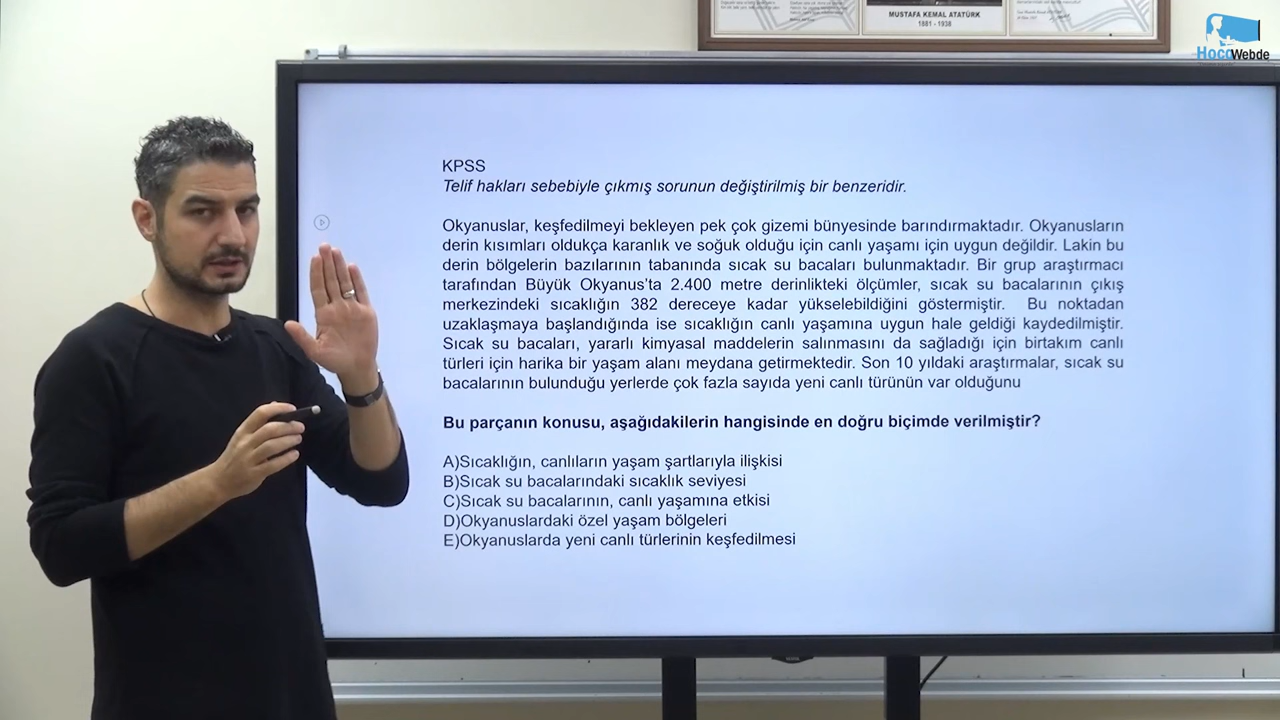 MUSTAFA KEMAL ATATÜRK
1881 - 1938
HocaWebde
KPSS
Telif hakları sebebiyle çıkmış sorunun değiştirilmiş bir benzeridir.
Okyanuslar, keşfedilmeyi bekleyen pek çok gizemi bünyesinde barındırmaktadır. Okyanusların
derin kısımları oldukça karanlık ve soğuk olduğu için canlı yaşamı için uygun değildir. Lakin bu
derin bölgelerin bazılarının tabanında sıcak su bacaları bulunmaktadır. Bir grup araştırmacı
tarafından Büyük Okyanus'ta 2.400 metre derinlikteki ölçümler, sıcak su bacalarının çıkış
merkezindeki sıcaklığın 382 dereceye kadar yükselebildiğini göstermiştir. Bu noktadan
uzaklaşmaya başlandığında ise sıcaklığın canlı yaşamına uygun hale geldiği kaydedilmiştir.
Sıcak su bacaları, yararlı kimyasal maddelerin salınmasını da sağladığı için birtakım canlı
türleri için harika bir yaşam alanı meydana getirmektedir. Son 10 yıldaki araştırmalar, sıcak su
bacalarının bulunduğu yerlerde çok fazla sayıda yeni canlı türünün var olduğunu
Bu parçanın konusu, aşağıdakilerin hangisinde en doğru biçimde verilmiştir?
A)Sıcaklığın, canlıların yaşam şartlarıyla ilişkisi
B)Sıcak su bacalarındaki sıcaklık seviyesi
C)Sıcak su bacalarının, canlı yaşamına etkisi
D)Okyanuslardaki özel yaşam bölgeleri
E)Okyanuslarda yeni canlı türlerinin keşfedilmesi